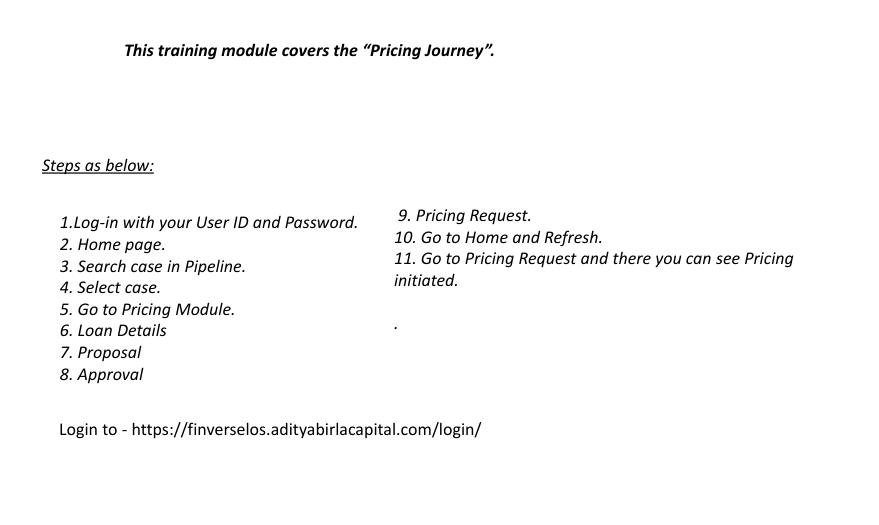 This training module covers the “Pricing Journey”.
Steps as below:
1.Log-in with your User ID and Password.
2. Home page.
3. Search case in Pipeline.
4. Select case.
5. Go to Pricing Module.
6. Loan Details
7. Proposal
8. Approval
9. Pricing Request.
10. Go to Home and Refresh.
11. Go to Pricing Request and there you can see Pricing
initiated.
.
Login to - https://finverselos.adityabirlacapital.com/login/